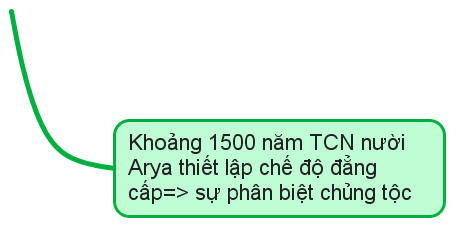 Khoảng 1500 năm TCN nười
Arya thiết lập chế độ đẳng
cấp=> sự phân biệt chủng tộc